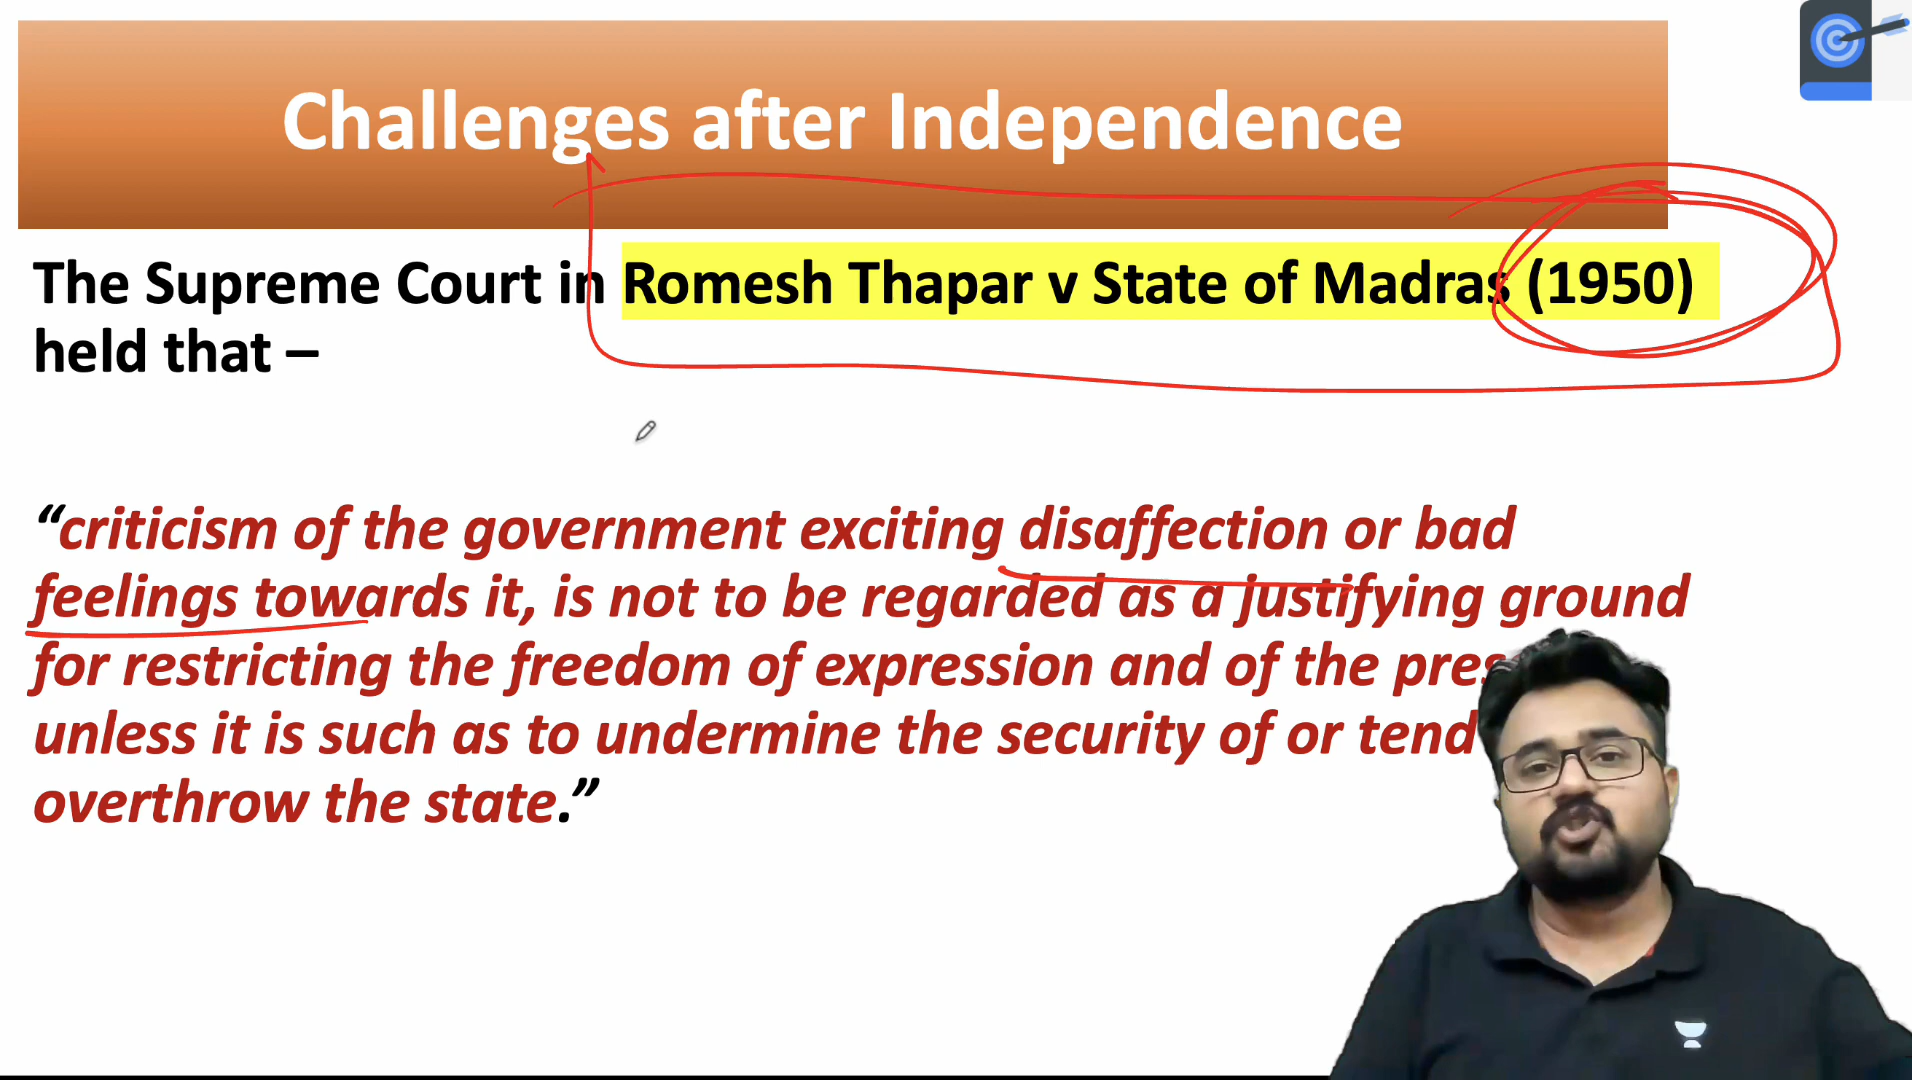 Challenges after Independence
The Supreme Court in Romesh Thapar v State of Madras (1950)
held that –
“criticism of the government exciting disaffection or bad
feelings towards it, is not to be regarded as a justifying ground
for restricting the freedom of expression and of the
unless it is such as to undermine the security of or tend
overthrow the state.”